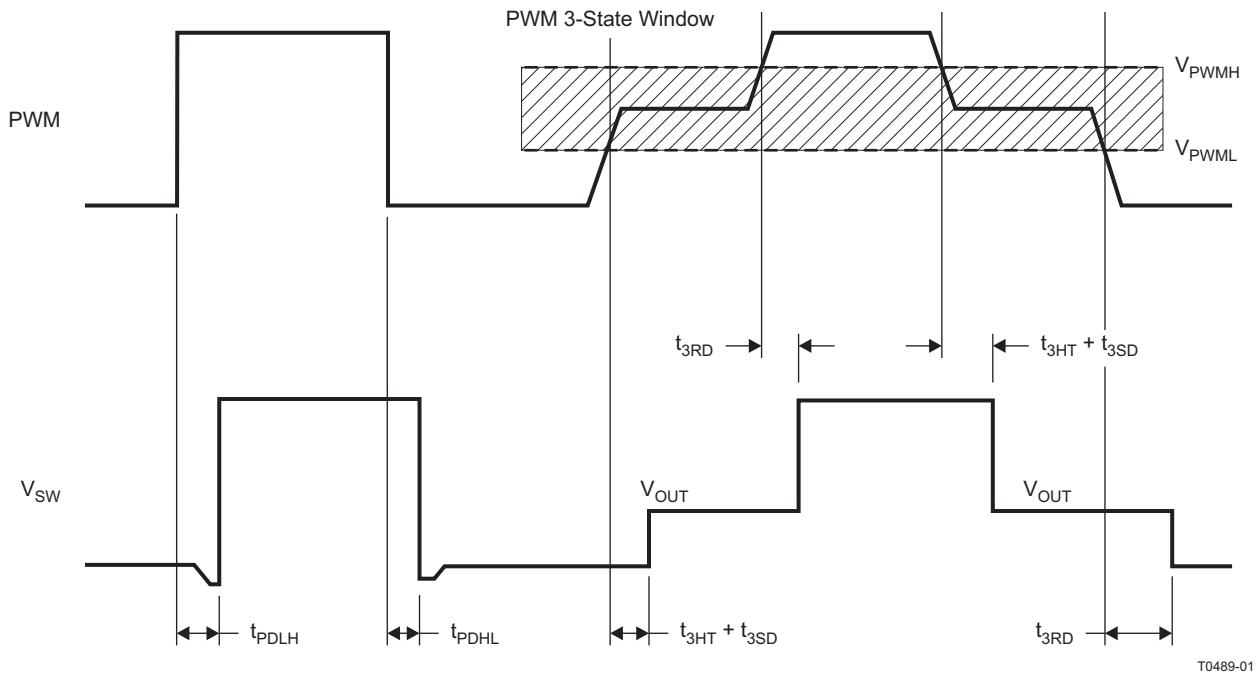 PWM 3-State Window
V_PWMH
PWM
V_PWML
t_3RD
t_3HT + t_3SD
V_SW
V_OUT
V_OUT
t_PDLH
t_PDHL
t_3HT + t_3SD
t_3RD
T0489-01